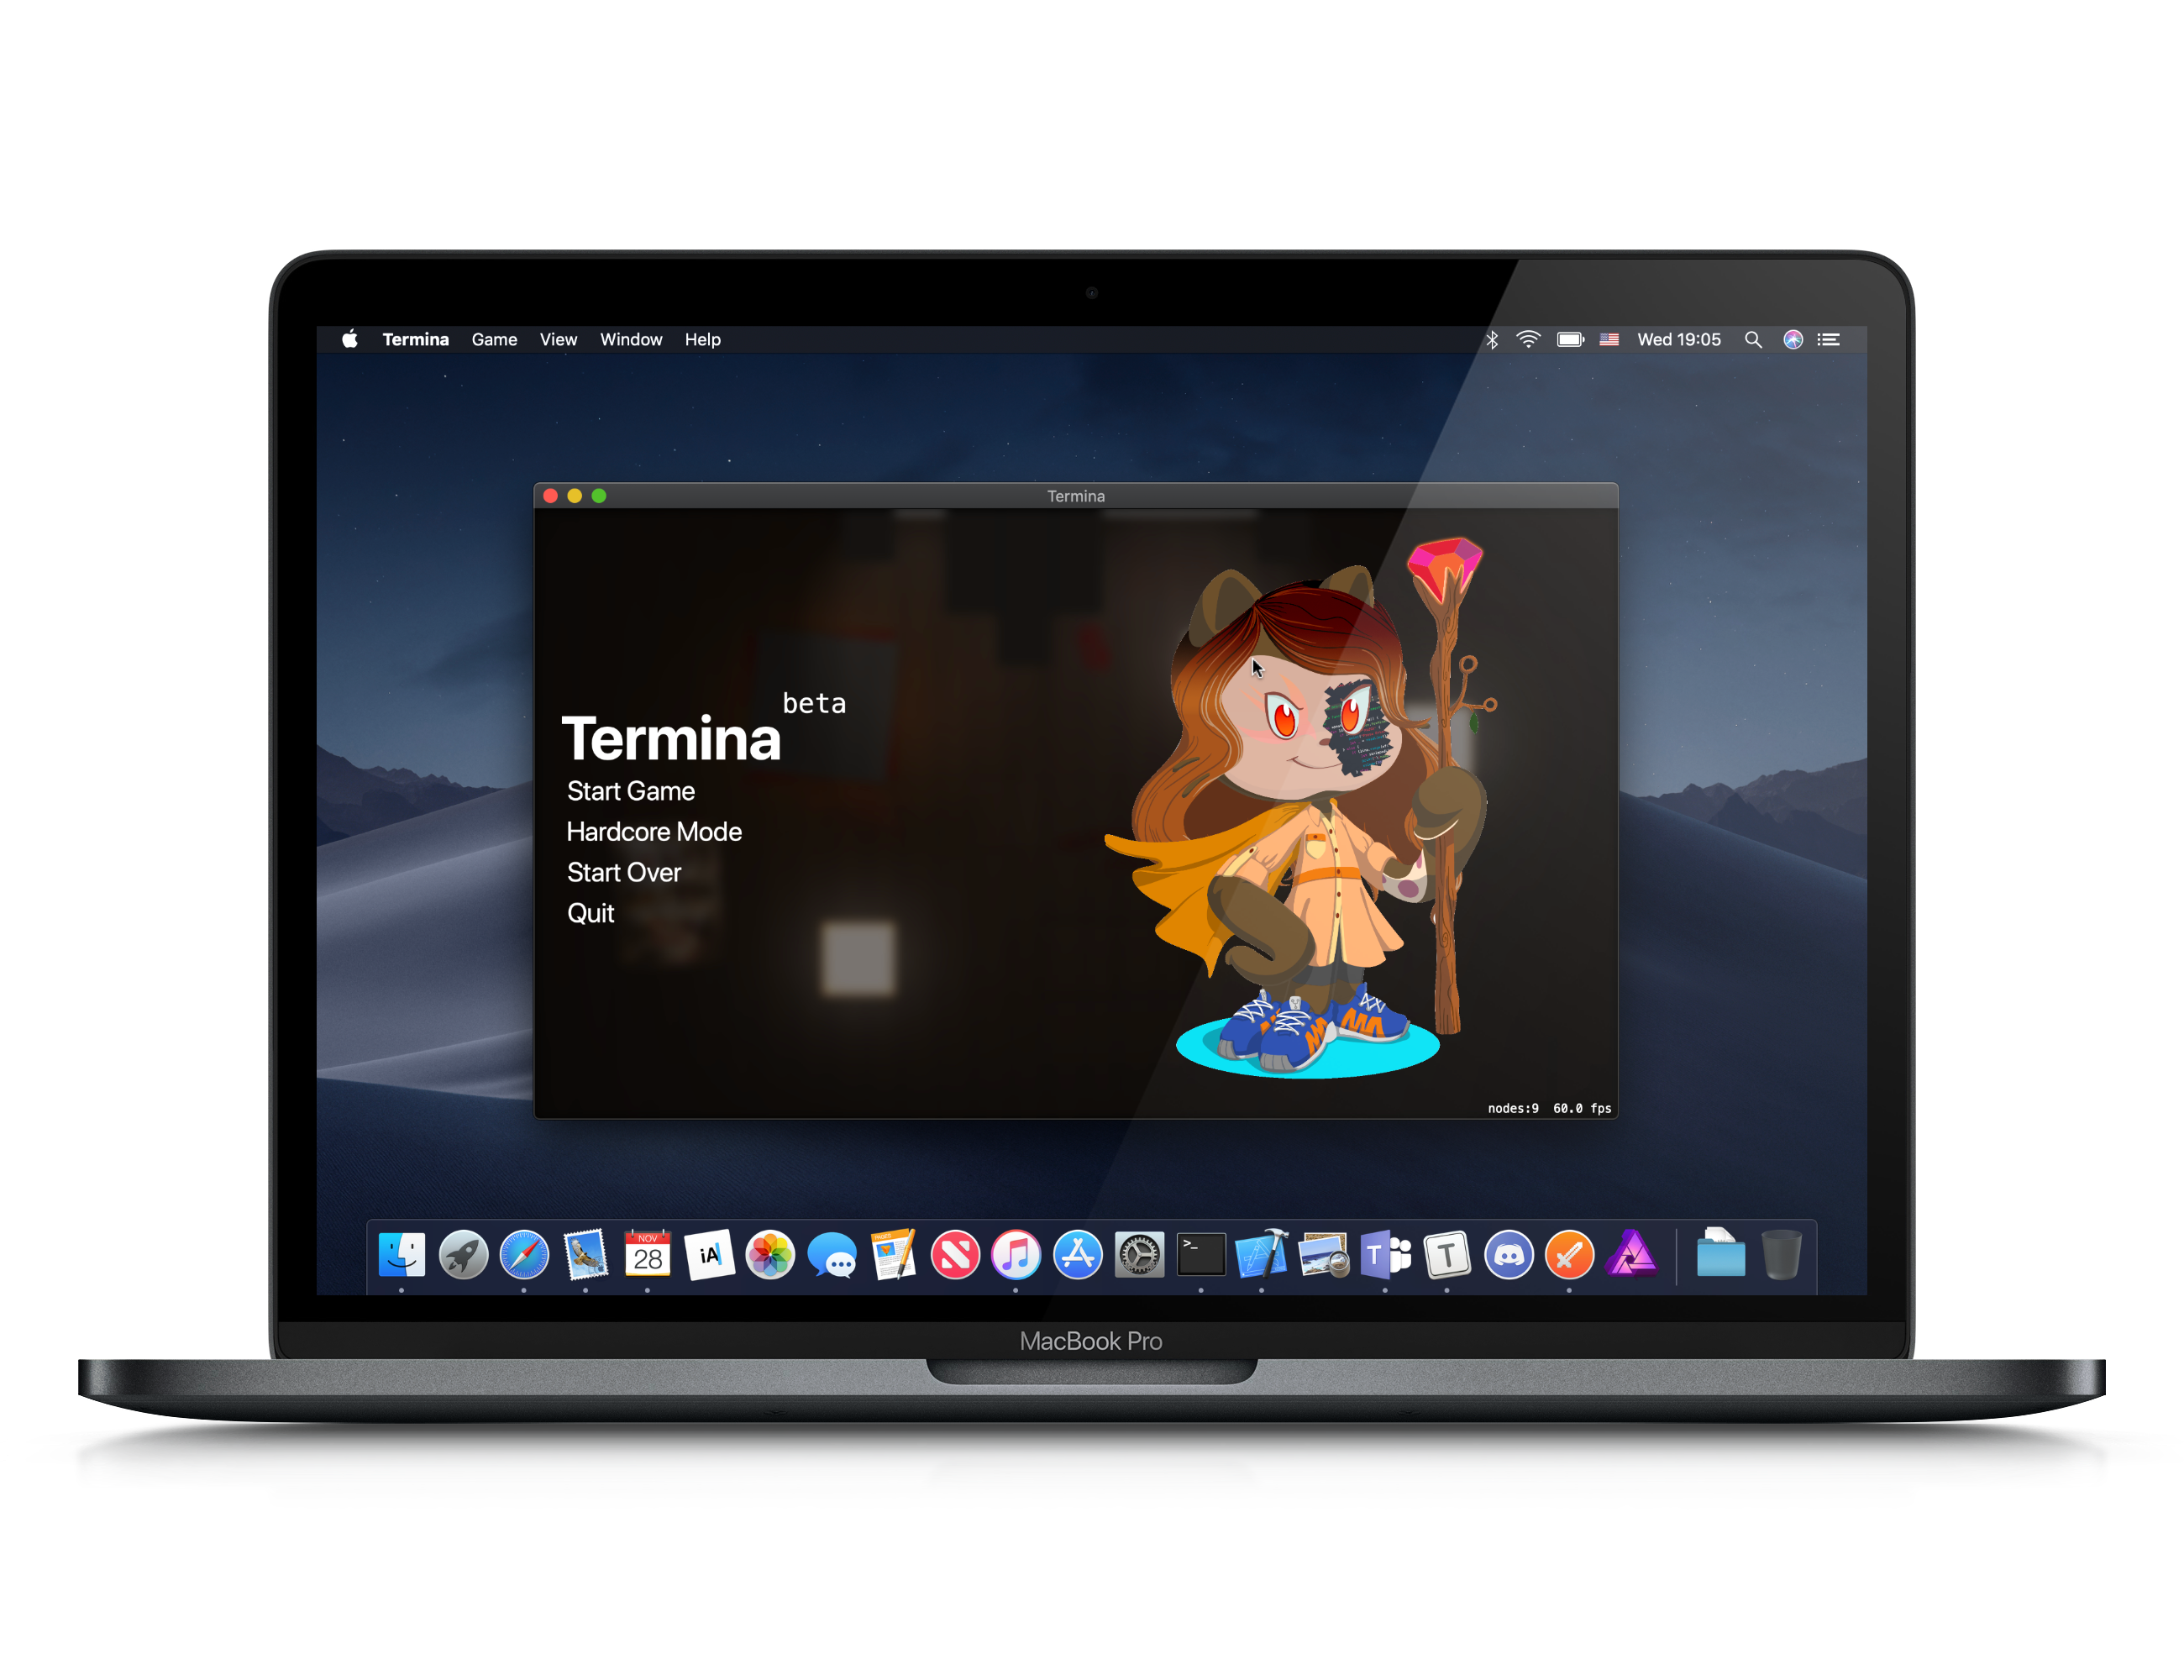 Termina Game View Window Help Wed 19:05
Termina
beta
Termina
Start Game
Hardcore Mode
Start Over
Quit
nodes:9 60.0 fps
NOV
28
iA
PAGES
>_
T
T
MacBook Pro